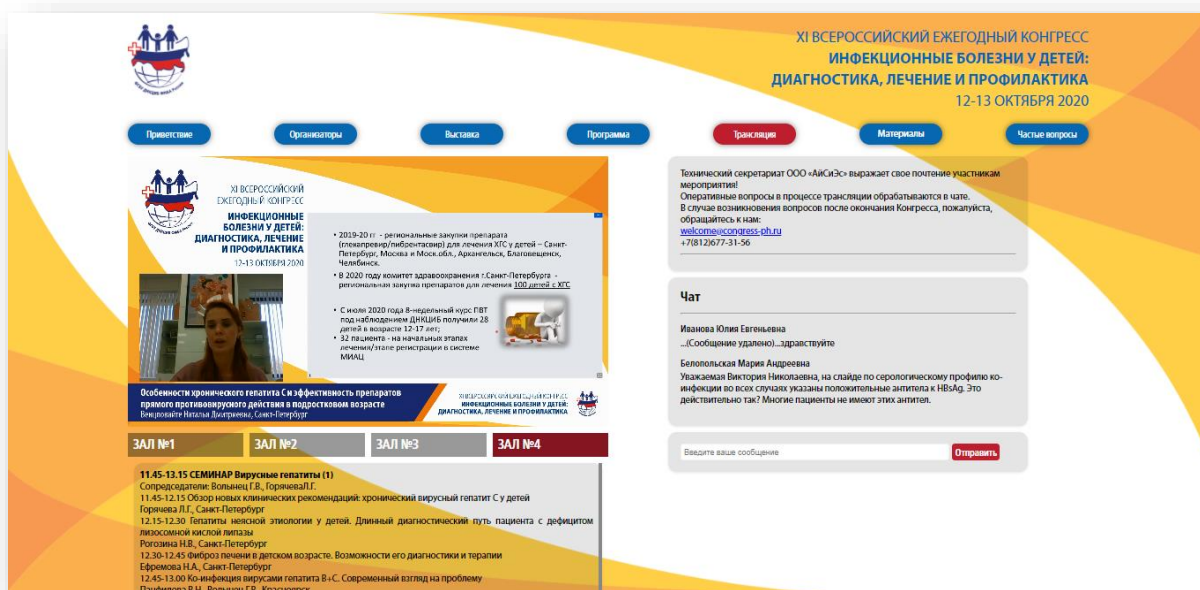 XI ВСЕРОССИЙСКИЙ ЕЖЕГОДНЫЙ КОНГРЕСС
ИНФЕКЦИОННЫЕ БОЛЕЗНИ У ДЕТЕЙ:
ДИАГНОСТИКА, ЛЕЧЕНИЕ И ПРОФИЛАКТИКА
12-13 ОКТЯБРЯ 2020
Приветствие
Организаторы
Выставка
Программа
Трансляция
Материалы
Частые вопросы
XI ВСЕРОССИЙСКИЙ
ЕЖЕГОДНЫЙ КОНГРЕСС
ИНФЕКЦИОННЫЕ
БОЛЕЗНИ У ДЕТЕЙ:
ДИАГНОСТИКА, ЛЕЧЕНИЕ
И ПРОФИЛАКТИКА
12-13 ОКТЯБРЯ 2020
• 2019-20 гг - региональные закупки препарата
(глекапревир/пибрентасвир) для лечения ХГС у детей – Санкт-
Петербург, Москва и Моск.обл., Архангельск, Благовещенск,
Челябинск.
• В 2020 году комитет здравоохранения г.Санкт-Петербурга -
региональная закупка препаратов для лечения 100 детей с ХГС
• С июля 2020 года 8-недельный курс ПВТ
под наблюдением ДНКЦИБ получили 28
детей в возрасте 12-17 лет;
• 32 пациента - на начальных этапах
лечения/этапе регистрации в системе
МИАЦ
Особенности хронического гепатита С и эффективность препаратов
прямого противовирусного действия в подростковом возрасте
Венцловайте Наталья Дмитриевна, Санкт-Петербург
XI ВСЕРОССИЙСКИЙ ЕЖЕГОДНЫЙ КОНГРЕСС
ИНФЕКЦИОННЫЕ БОЛЕЗНИ У ДЕТЕЙ:
ДИАГНОСТИКА, ЛЕЧЕНИЕ И ПРОФИЛАКТИКА
ЗАЛ №1
ЗАЛ №2
ЗАЛ №3
ЗАЛ №4
11.45-13.15 СЕМИНАР Вирусные гепатиты (1)
Сопредседатели: Волынец Г.В., ГорячеваЛ.Г.
11.45-12.15 Обзор новых клинических рекомендаций: хронический вирусный гепатит С у детей
Горячева Л.Г., Санкт-Петербург
12.15-12.30 Гепатиты неясной этиологии у детей. Длинный диагностический путь пациента с дефицитом
лизосомной кислой липазы
Рогозина Н.В., Санкт-Петербург
12.30-12.45 Фиброз печени в детском возрасте. Возможности его диагностики и терапии
Ефремова Н.А., Санкт-Петербург
12.45-13.00 Ко-инфекция вирусами гепатита В+С. Современный взгляд на проблему
Технический секретариат ООО «АйСиЭс» выражает свое почтение участникам
мероприятия!
Оперативные вопросы в процессе трансляции обрабатываются в чате.
В случае возникновения вопросов после окончания Конгресса, пожалуйста,
обращайтесь к нам:
welcome@congress-ph.ru
+7(812)677-31-56
Чат
Иванова Юлия Евгеньевна
...(Сообщение удалено)...здравствуйте
Белопольская Мария Андреевна
Уважаемая Виктория Николаевна, на слайде по серологическому профилю ко-
инфекции во всех случаях указаны положительные антитела к HBsAg. Это
действительно так? Многие пациенты не имеют этих антител.
Введите ваше сообщение
Отправить